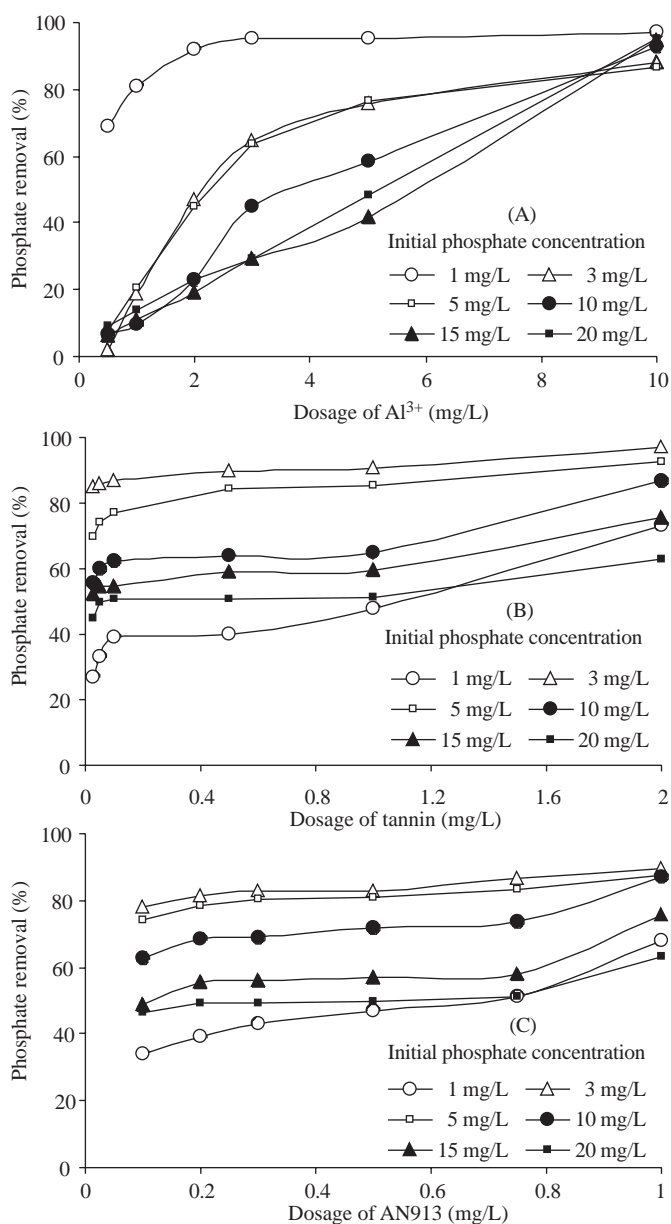 100
80
60
40
20
0
Phosphate removal (%)
(A)
Initial phosphate concentration
1 mg/L 3 mg/L
5 mg/L 10 mg/L
15 mg/L 20 mg/L
0 2 4 6 8 10
Dosage of Al³⁺ (mg/L)
100
80
60
40
20
0
Phosphate removal (%)
(B)
Initial phosphate concentration
1 mg/L 3 mg/L
5 mg/L 10 mg/L
15 mg/L 20 mg/L
0 0.4 0.8 1.2 1.6 2
Dosage of tannin (mg/L)
100
80
60
40
20
0
Phosphate removal (%)
(C)
Initial phosphate concentration
1 mg/L 3 mg/L
5 mg/L 10 mg/L
15 mg/L 20 mg/L
0 0.2 0.4 0.6 0.8 1
Dosage of AN913 (mg/L)